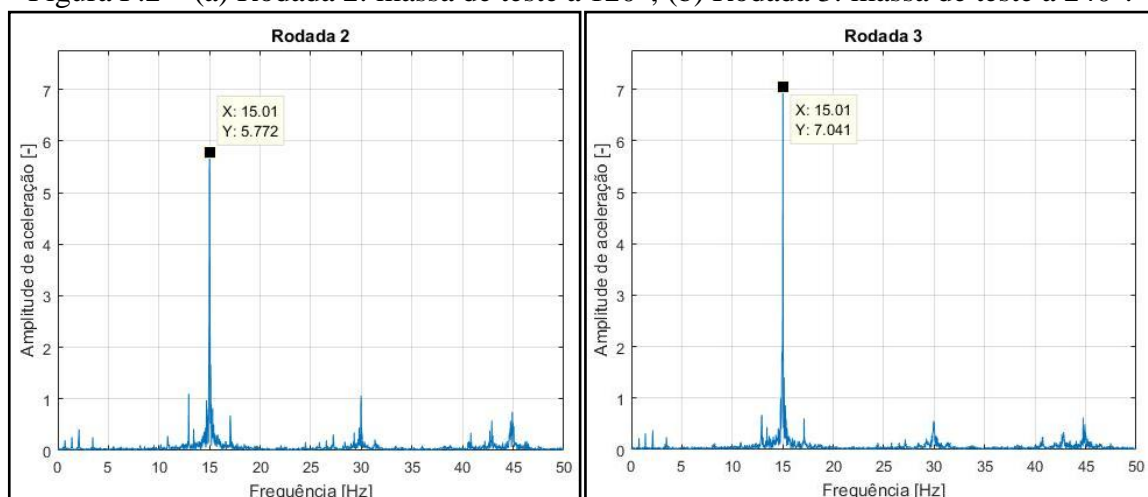 (a) Rodada 2: massa de teste a 120°; (b) Rodada 3: massa de teste a 240°.
Rodada 2
Amplitude de aceleração [-]
7
6
5
4
3
2
1
0
X: 15.01
Y: 5.772
0 5 10 15 20 25 30 35 40 45 50
Frequência [Hz]
Rodada 3
Amplitude de aceleração [-]
7
6
5
4
3
2
1
0
X: 15.01
Y: 7.041
0 5 10 15 20 25 30 35 40 45 50
Frequência [Hz]